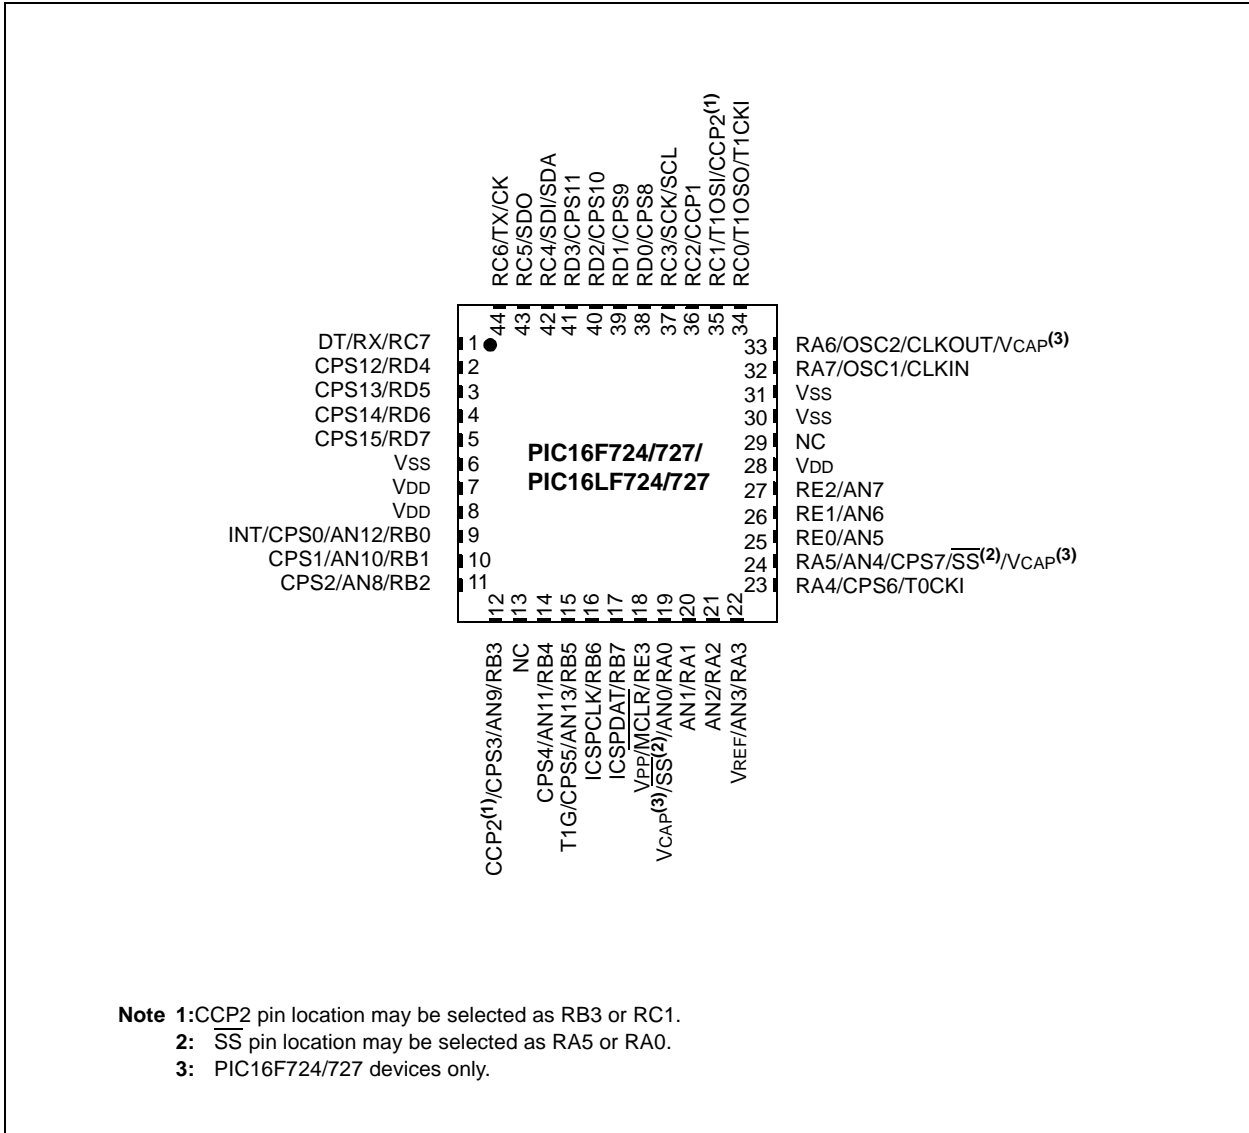 RC6/TX/CK
RC5/SDO
RC4/SDI/SDA
RD3/CPS11
RD2/CPS10
RD1/CPS9
RD0/CPS8
RC3/SCK/SCL
RC2/CCP1
RC1/T1OSI/CCP2(1)
RC0/T1OSO/T1CKI
44
43
42
41
40
39
38
37
36
35
34
DT/RX/RC7 1
CPS12/RD4 2
CPS13/RD5 3
CPS14/RD6 4
CPS15/RD7 5
VSS 6
VDD 7
VDD 8
INT/CPS0/AN12/RB0 9
CPS1/AN10/RB1 10
CPS2/AN8/RB2 11
PIC16F724/727/
PIC16LF724/727
33 RA6/OSC2/CLKOUT/VCAP(3)
32 RA7/OSC1/CLKIN
31 VSS
30 VSS
29 NC
28 VDD
27 RE2/AN7
26 RE1/AN6
25 RE0/AN5
24 RA5/AN4/CPS7/SS(2)/VCAP(3)
23 RA4/CPS6/T0CKI
12
13
14
15
16
17
18
19
20
21
22
CCP2(1)/CPS3/AN9/RB3
NC
CPS4/AN11/RB4
T1G/CPS5/AN13/RB5
ICSPCLK/RB6
ICSPDAT/RB7
VPP/MCLR/RE3
VCAP(3)/SS(2)/AN0/RA0
AN1/RA1
AN2/RA2
VREF/AN3/RA3
Note 1:CCP2 pin location may be selected as RB3 or RC1.
2: SS pin location may be selected as RA5 or RA0.
3: PIC16F724/727 devices only.